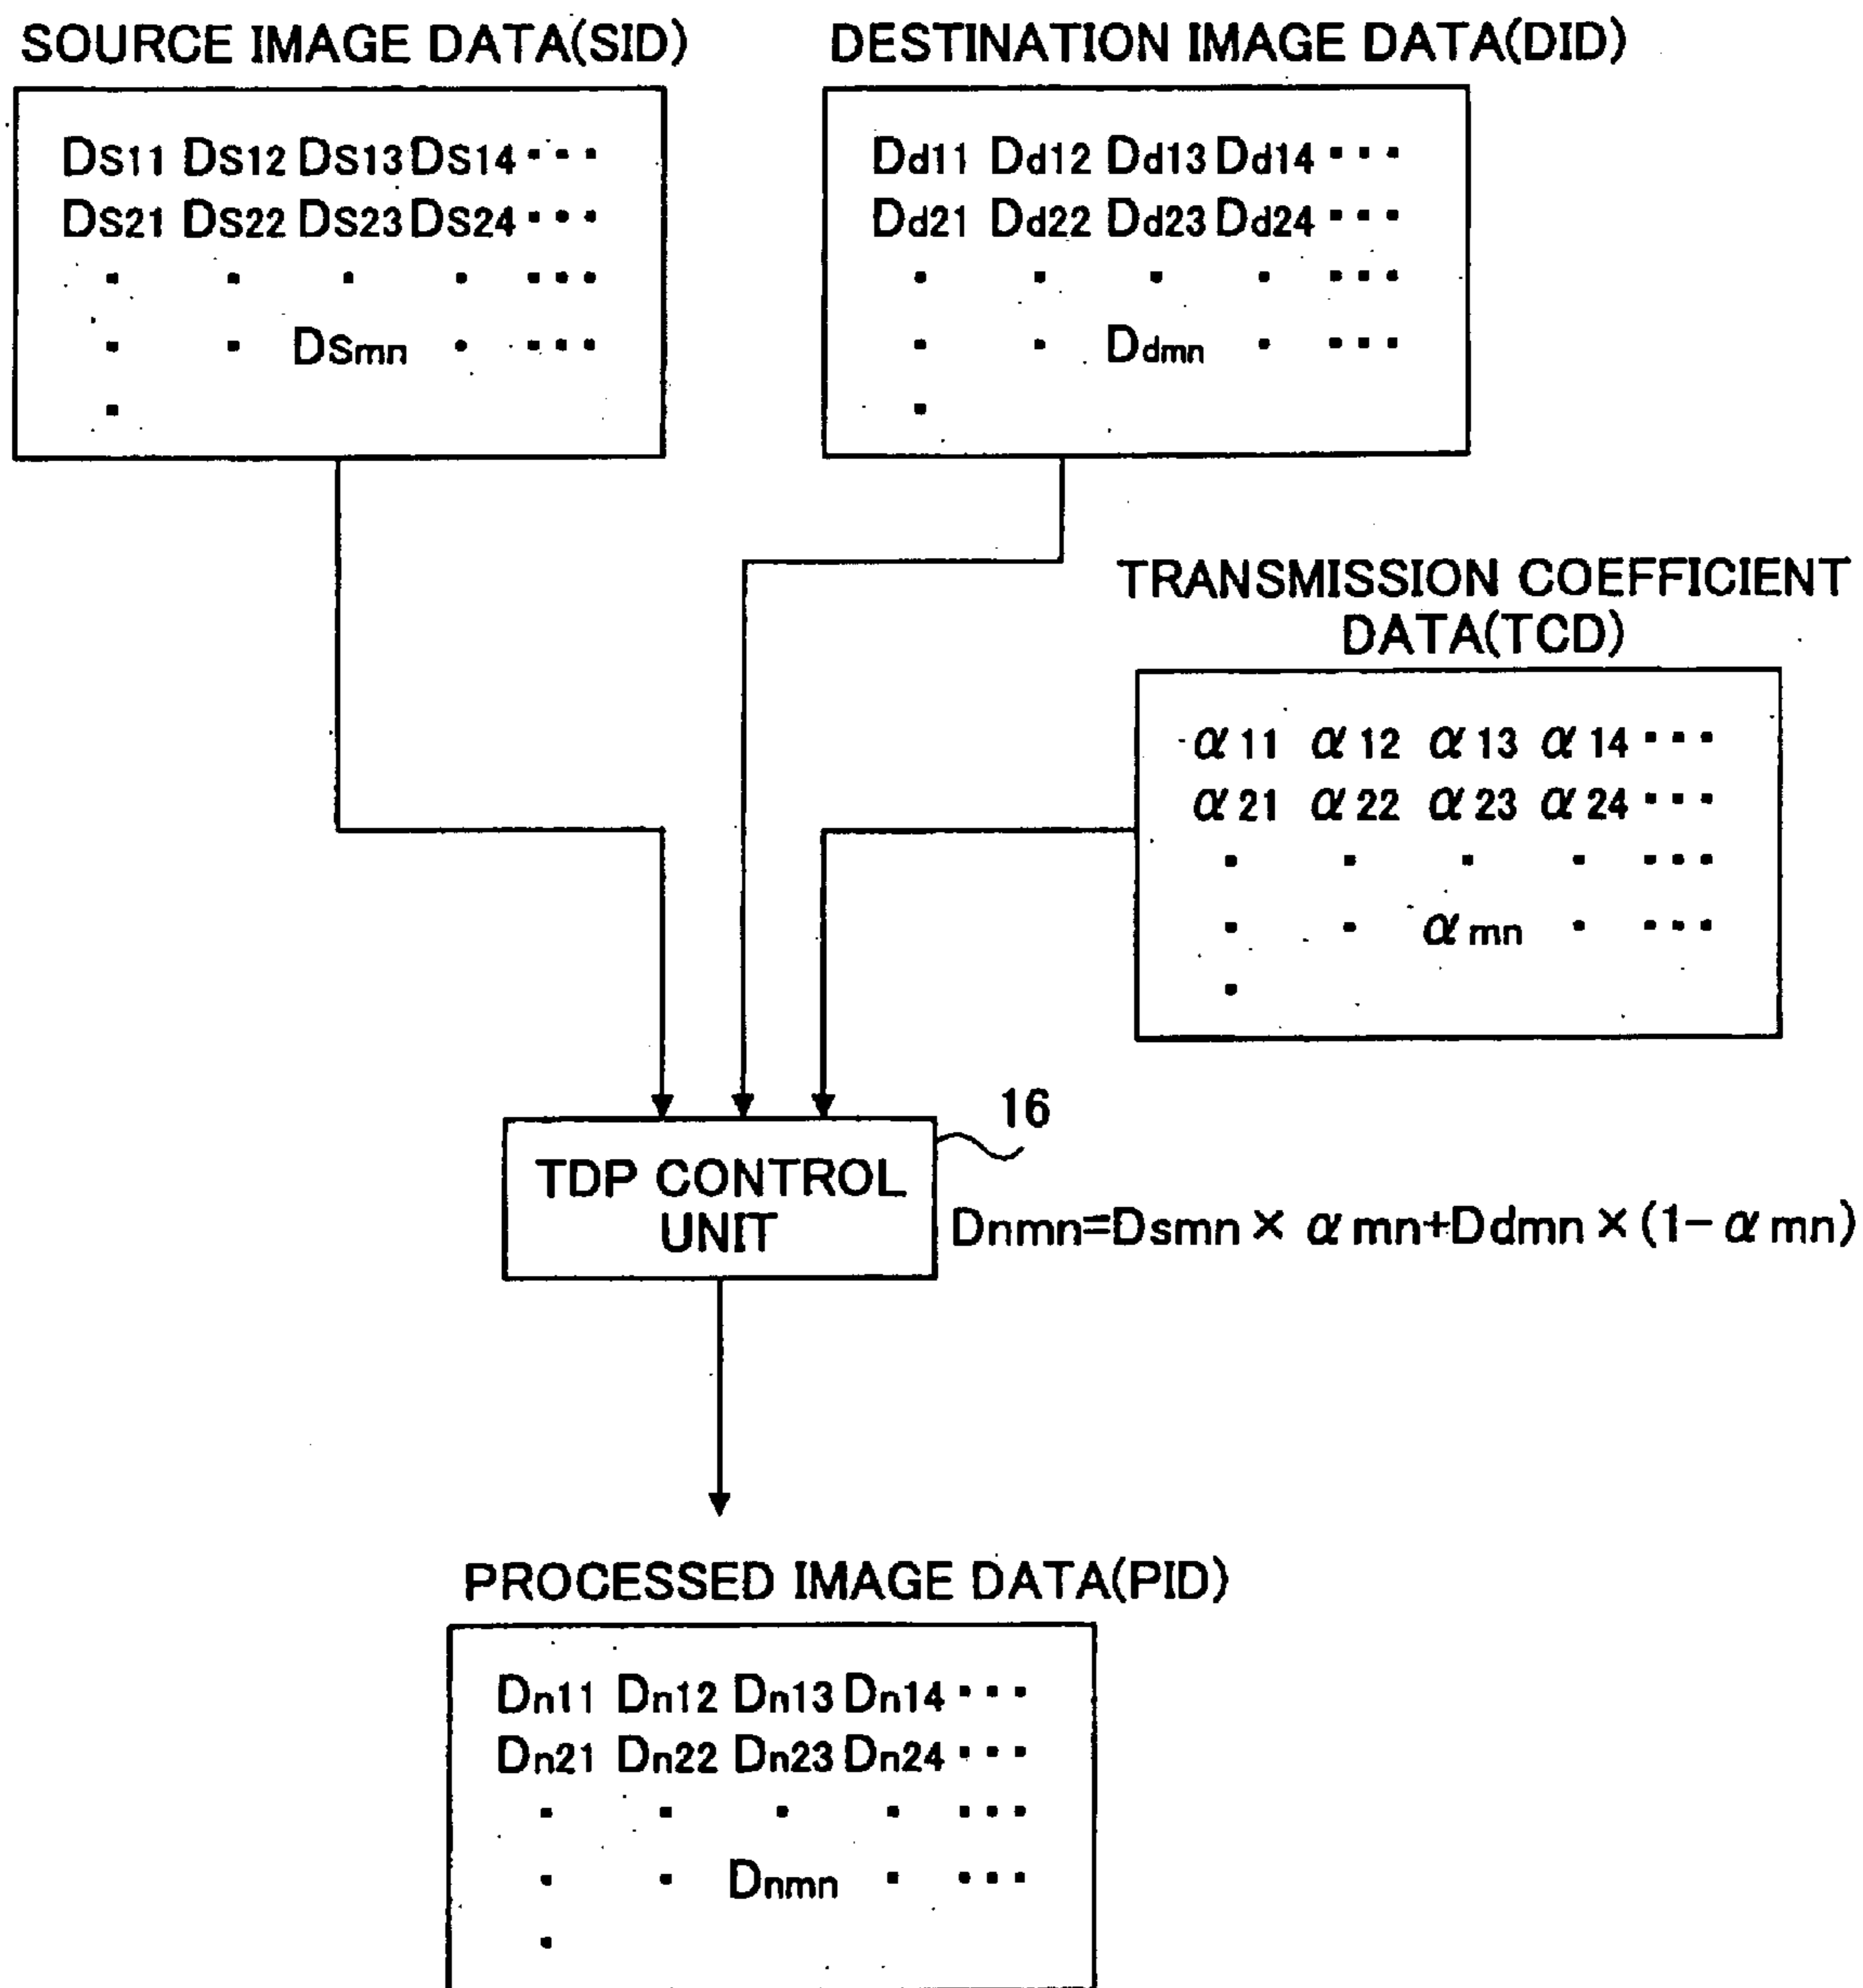 SOURCE IMAGE DATA(SID)
DS11 DS12 DS13 DS14 ･･･
DS21 DS22 DS23 DS24 ･･･
･ ･ ･ ･ ･･･
･ ･ DSmn ･ ･･･
･
DESTINATION IMAGE DATA(DID)
Dd11 Dd12 Dd13 Dd14 ･･･
Dd21 Dd22 Dd23 Dd24 ･･･
･ ･ ･ ･ ･･･
･ ･ Ddmn ･ ･･･
･
TRANSMISSION COEFFICIENT
DATA(TCD)
α11 α12 α13 α14 ･･･
α21 α22 α23 α24 ･･･
･ ･ ･ ･ ･･･
･ ･ αmn ･ ･･･
･
16
TDP CONTROL
UNIT
Dnmn=Dsmn × αmn+Ddmn × (1-αmn)
PROCESSED IMAGE DATA(PID)
Dn11 Dn12 Dn13 Dn14 ･･･
Dn21 Dn22 Dn23 Dn24 ･･･
･ ･ ･ ･ ･･･
･ ･ Dnmn ･ ･･･
･